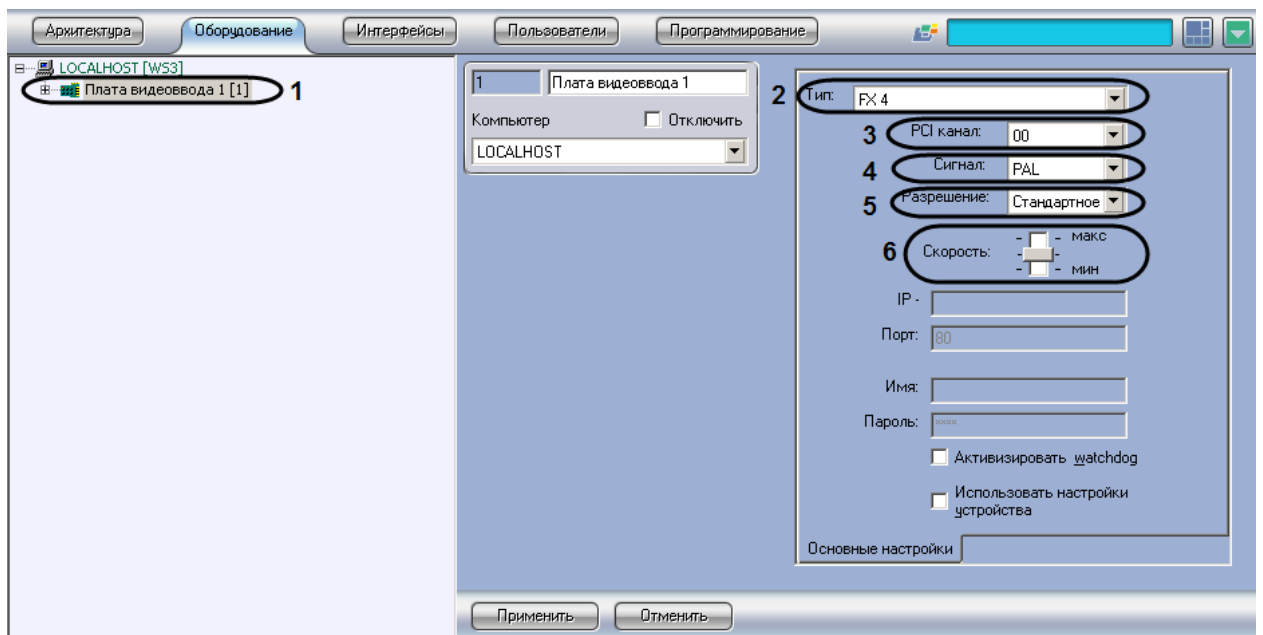 Архитектура Оборудование Интерфейсы Пользователи Программирование
LOCALHOST [WS3]
Плата видеоввода 1 [1] 1
1 Плата видеоввода 1
Компьютер Отключить
LOCALHOST
2 Тип: FX 4
3 PCI канал: 00
4 Сигнал: PAL
5 Разрешение: Стандартное
6 Скорость: макс
мин
IP -
Порт: 80
Имя:
Пароль: ****
Активизировать watchdog
Использовать настройки
устройства
Основные настройки
Применить Отменить